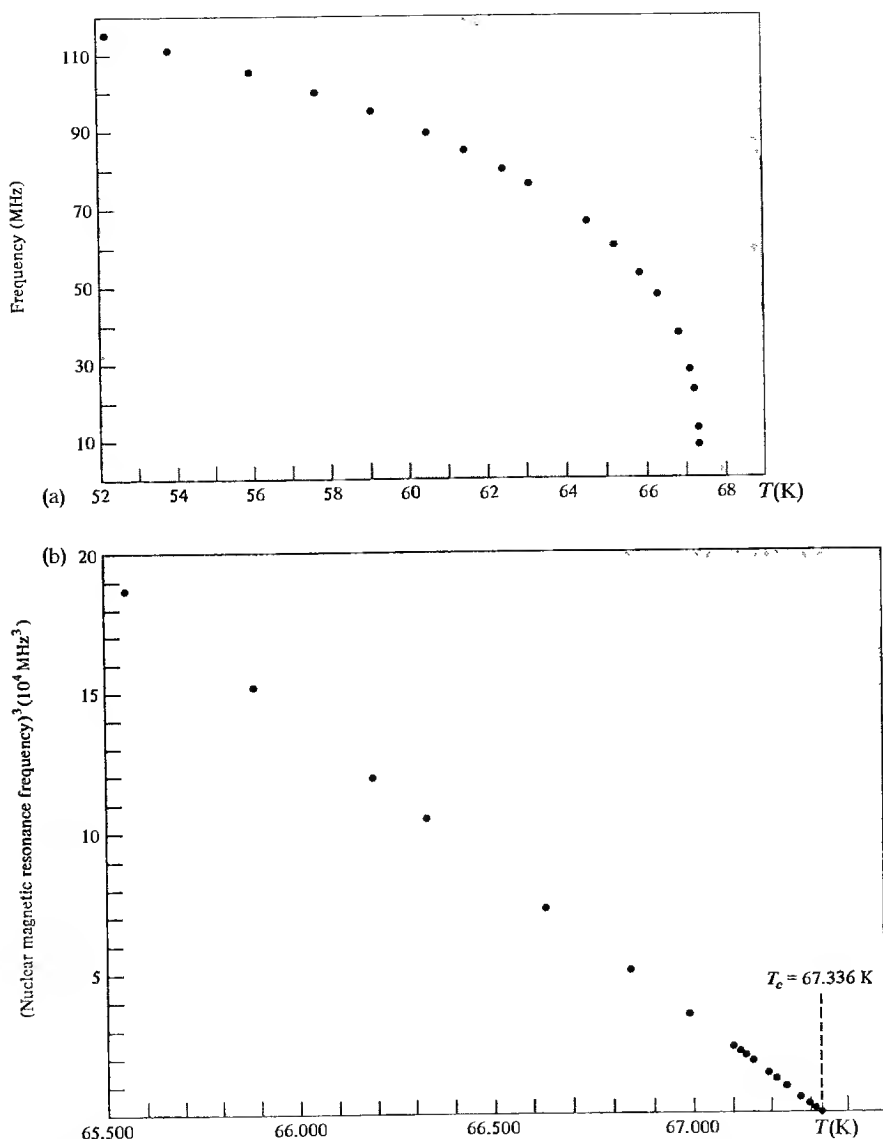 110
90
70
50
30
10
Frequency (MHz)
(a)
52 54 56 58 60 62 64 66 68 T(K)
(b)
20
15
10
5
(Nuclear magnetic resonance frequency)³(10⁴ MHz³)
T_c = 67.336 K
65.500 66.000 66.500 67.000 T(K)